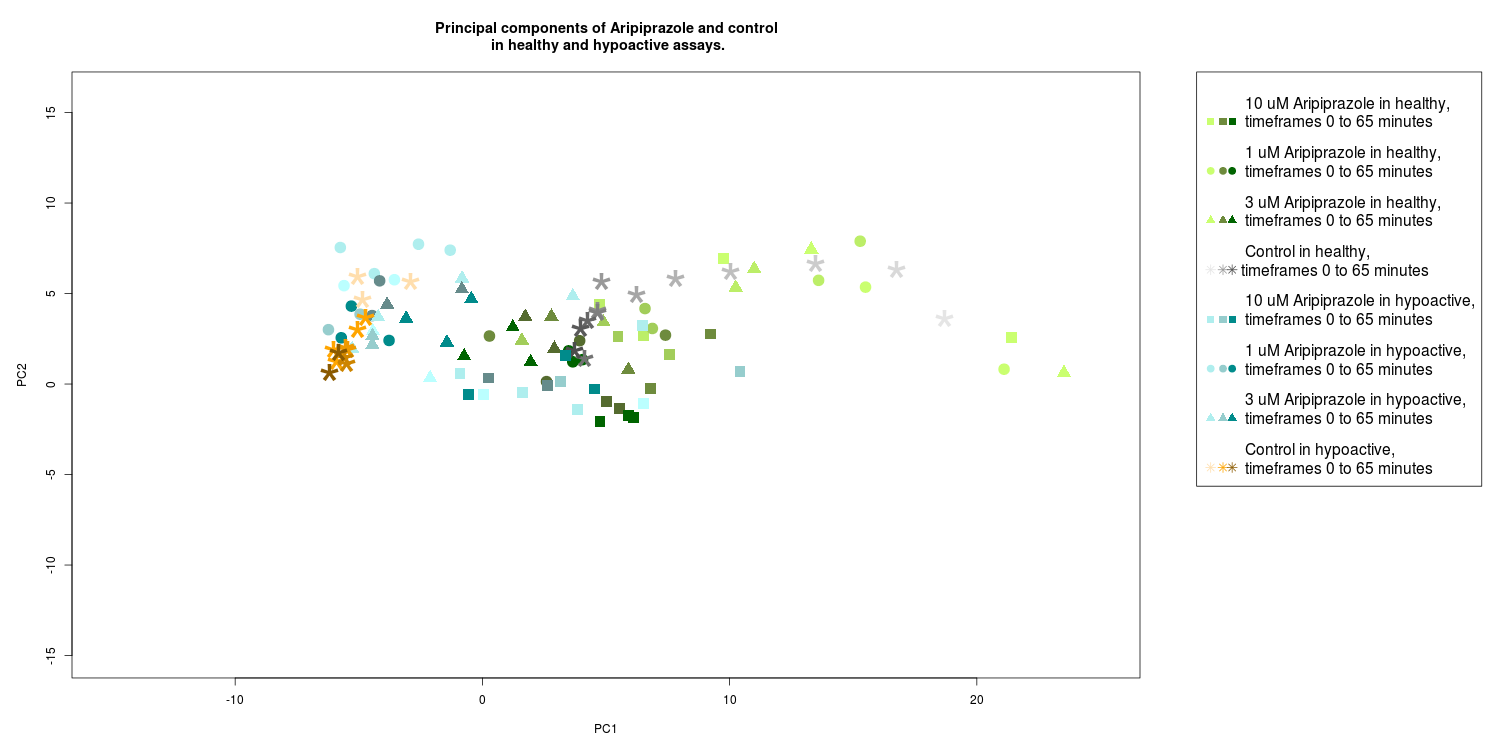 Principal components of Aripiprazole and control
in healthy and hypoactive assays.
15
10
5
0
-5
-10
-15
PC2
-10
0
10
20
PC1
10 uM Aripiprazole in healthy,
timeframes 0 to 65 minutes
1 uM Aripiprazole in healthy,
timeframes 0 to 65 minutes
3 uM Aripiprazole in healthy,
timeframes 0 to 65 minutes
Control in healthy,
timeframes 0 to 65 minutes
10 uM Aripiprazole in hypoactive,
timeframes 0 to 65 minutes
1 uM Aripiprazole in hypoactive,
timeframes 0 to 65 minutes
3 uM Aripiprazole in hypoactive,
timeframes 0 to 65 minutes
Control in hypoactive,
timeframes 0 to 65 minutes